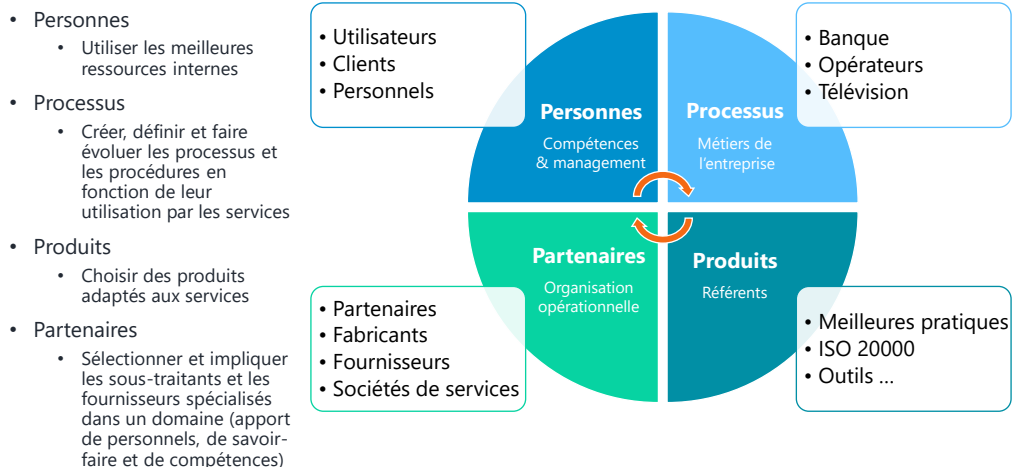 • Personnes
• Utiliser les meilleures
ressources internes
• Processus
• Créer, définir et faire
évoluer les processus et
les procédures en
fonction de leur
utilisation par les services
• Produits
• Choisir des produits
adaptés aux services
• Partenaires
• Sélectionner et impliquer
les sous-traitants et les
fournisseurs spécialisés
dans un domaine (apport
de personnels, de savoir-
faire et de compétences)
• Utilisateurs
• Clients
• Personnels
Personnes
Compétences
& management
• Banque
• Opérateurs
• Télévision
Processus
Métiers de
l'entreprise
Partenaires
Organisation
opérationnelle
• Partenaires
• Fabricants
• Fournisseurs
• Sociétés de services
Produits
Référents
• Meilleures pratiques
• ISO 20000
• Outils ...